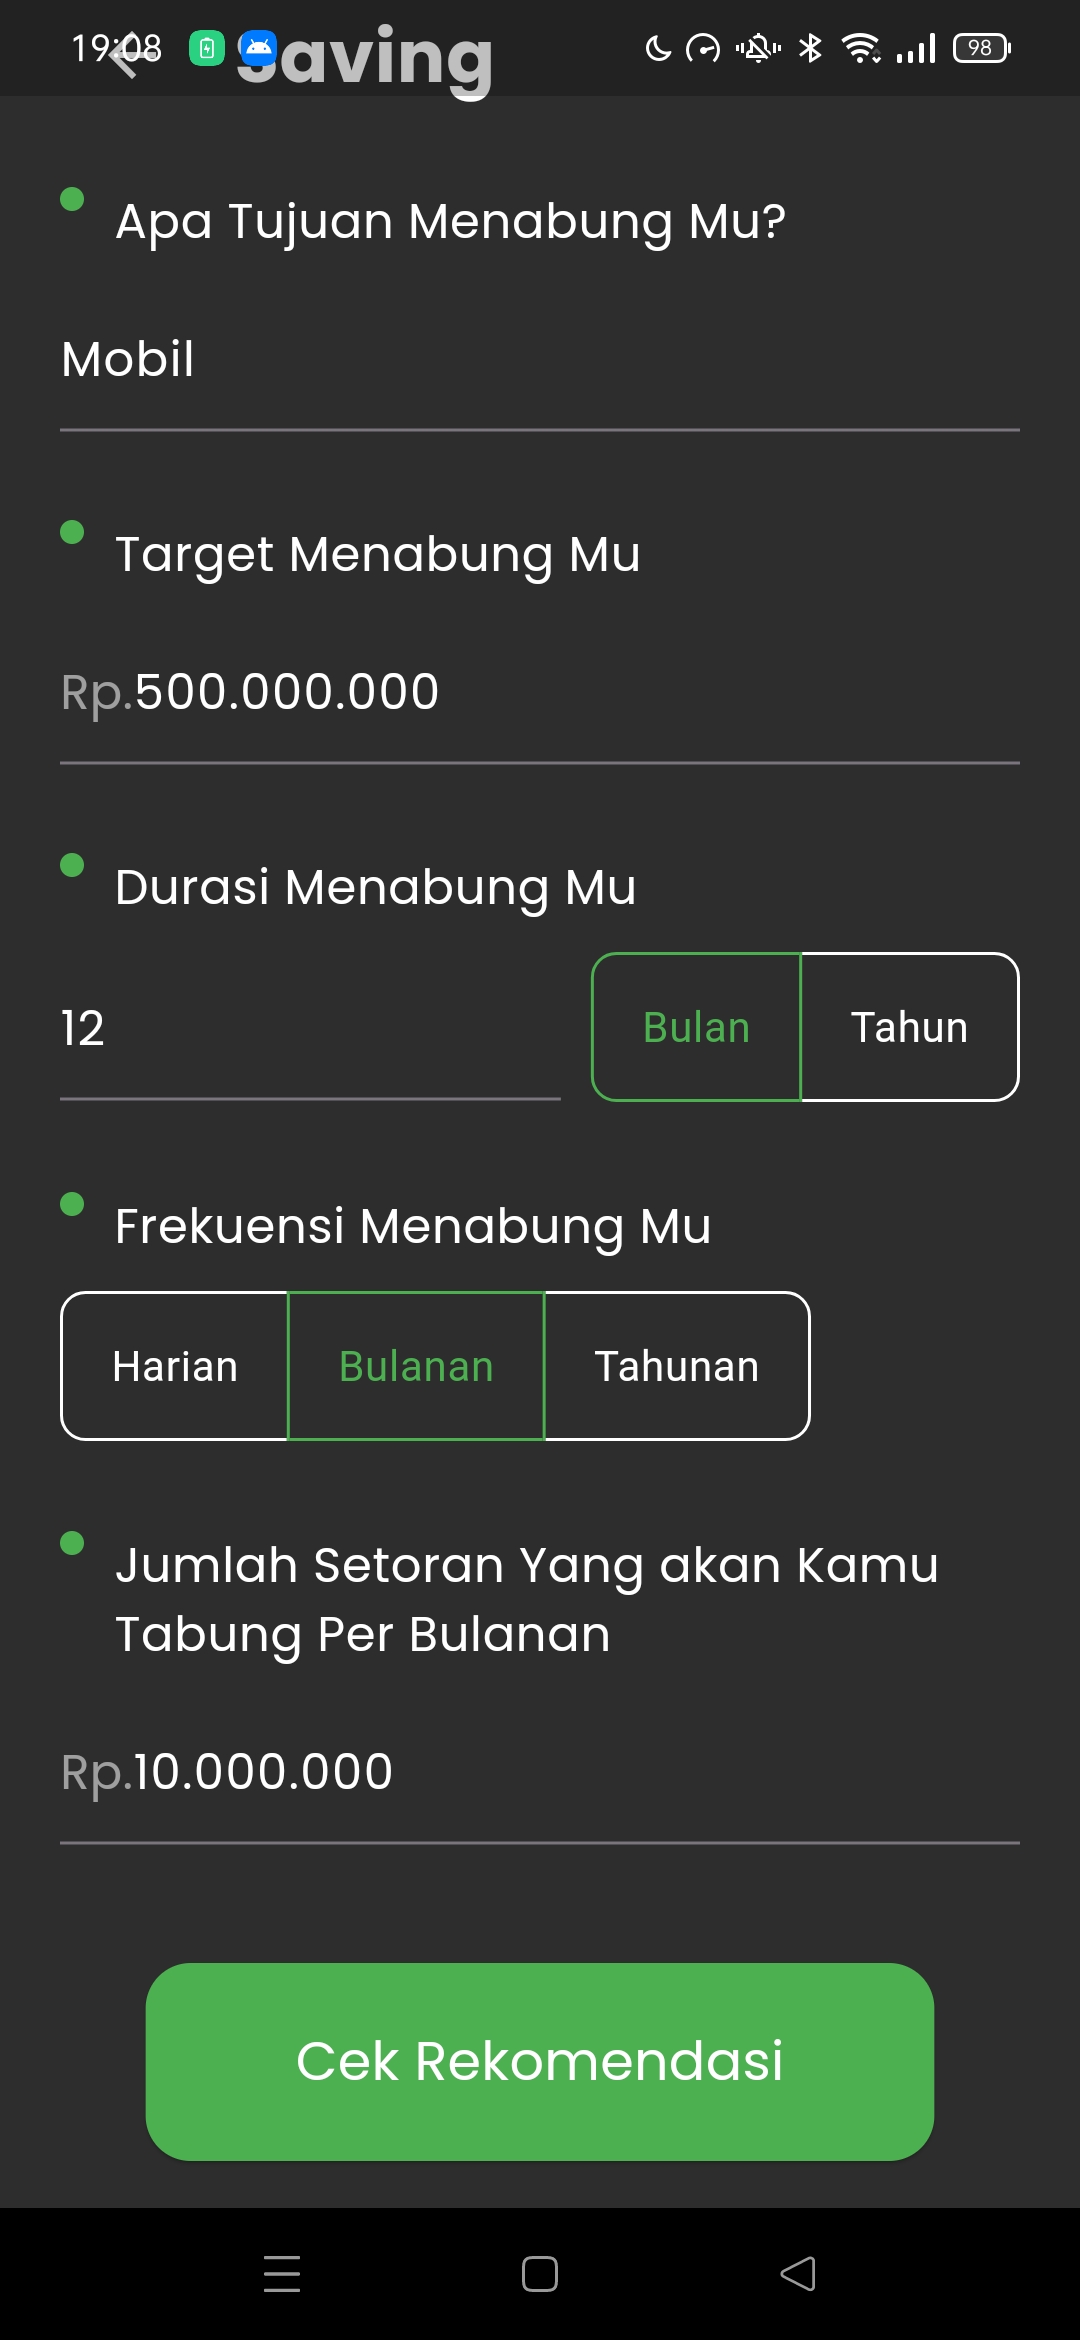 19:08
Saving
98
Apa Tujuan Menabung Mu?
Mobil
Target Menabung Mu
Rp.500.000.000
Durasi Menabung Mu
12
Bulan
Tahun
Frekuensi Menabung Mu
Harian
Bulanan
Tahunan
Jumlah Setoran Yang akan Kamu
Tabung Per Bulanan
Rp.10.000.000
Cek Rekomendasi